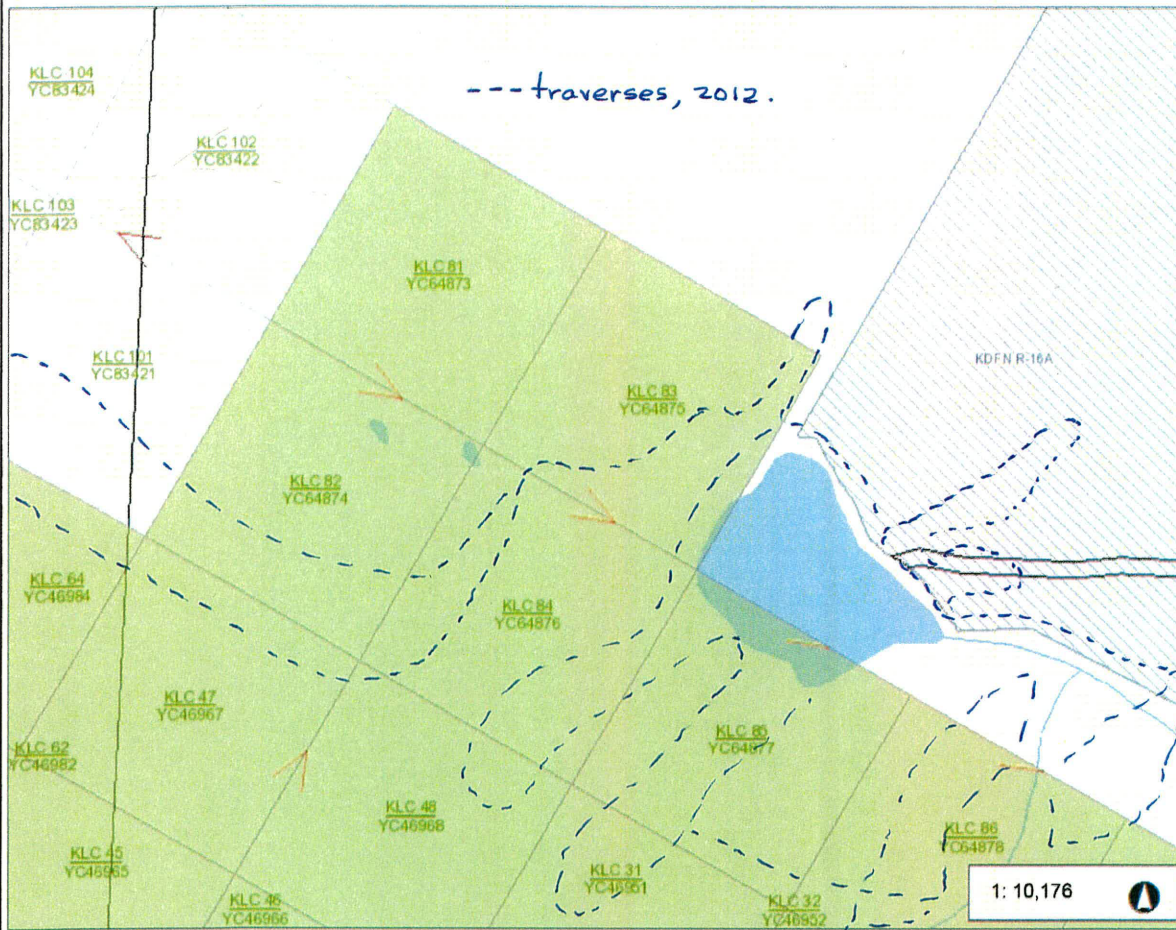 --- traverses, 2012.
KLC 104
YC83424
KLC 102
YC83422
KLC 103
YC83423
KLC 81
YC64873
KLC 101
YC83421
KDFN R-16A
KLC 83
YC64875
KLC 82
YC64874
KLC 64
YC46984
KLC 84
YC64876
KLC 47
YC46967
KLC 62
YC46982
KLC 85
YC64877
KLC 48
YC46968
KLC 86
YC64878
KLC 45
YC46965
KLC 31
YC46951
KLC 46
YC46966
KLC 32
YC46952
1: 10,176